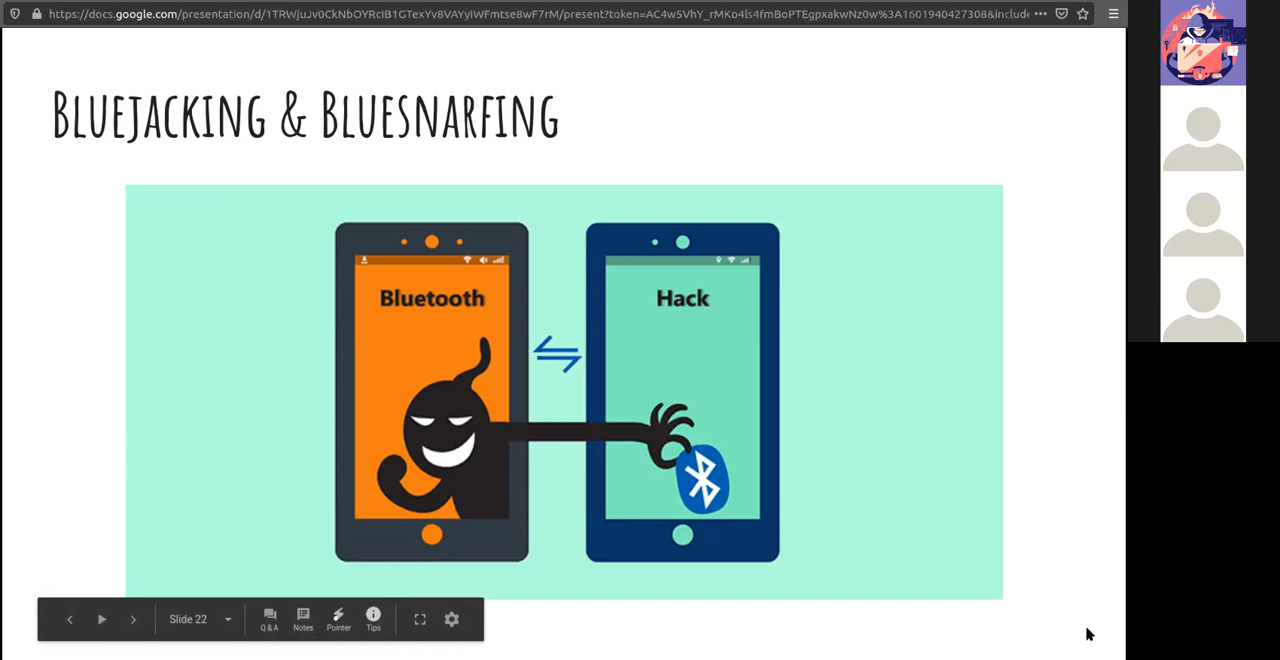 https://docs.google.com/presentation/d/1TRWjuJv0CkNbOYRcIB1GTexYv8VAYyIWFmtse8wF7rM/present?token=AC4w5VhY_rMKo4ls4fmBoPTEgpxakwNz0w%3A1601940427308&include
Bluejacking & Bluesnarfing
Bluetooth
Hack
Slide 22
Q & A
Notes
Pointer
Tips